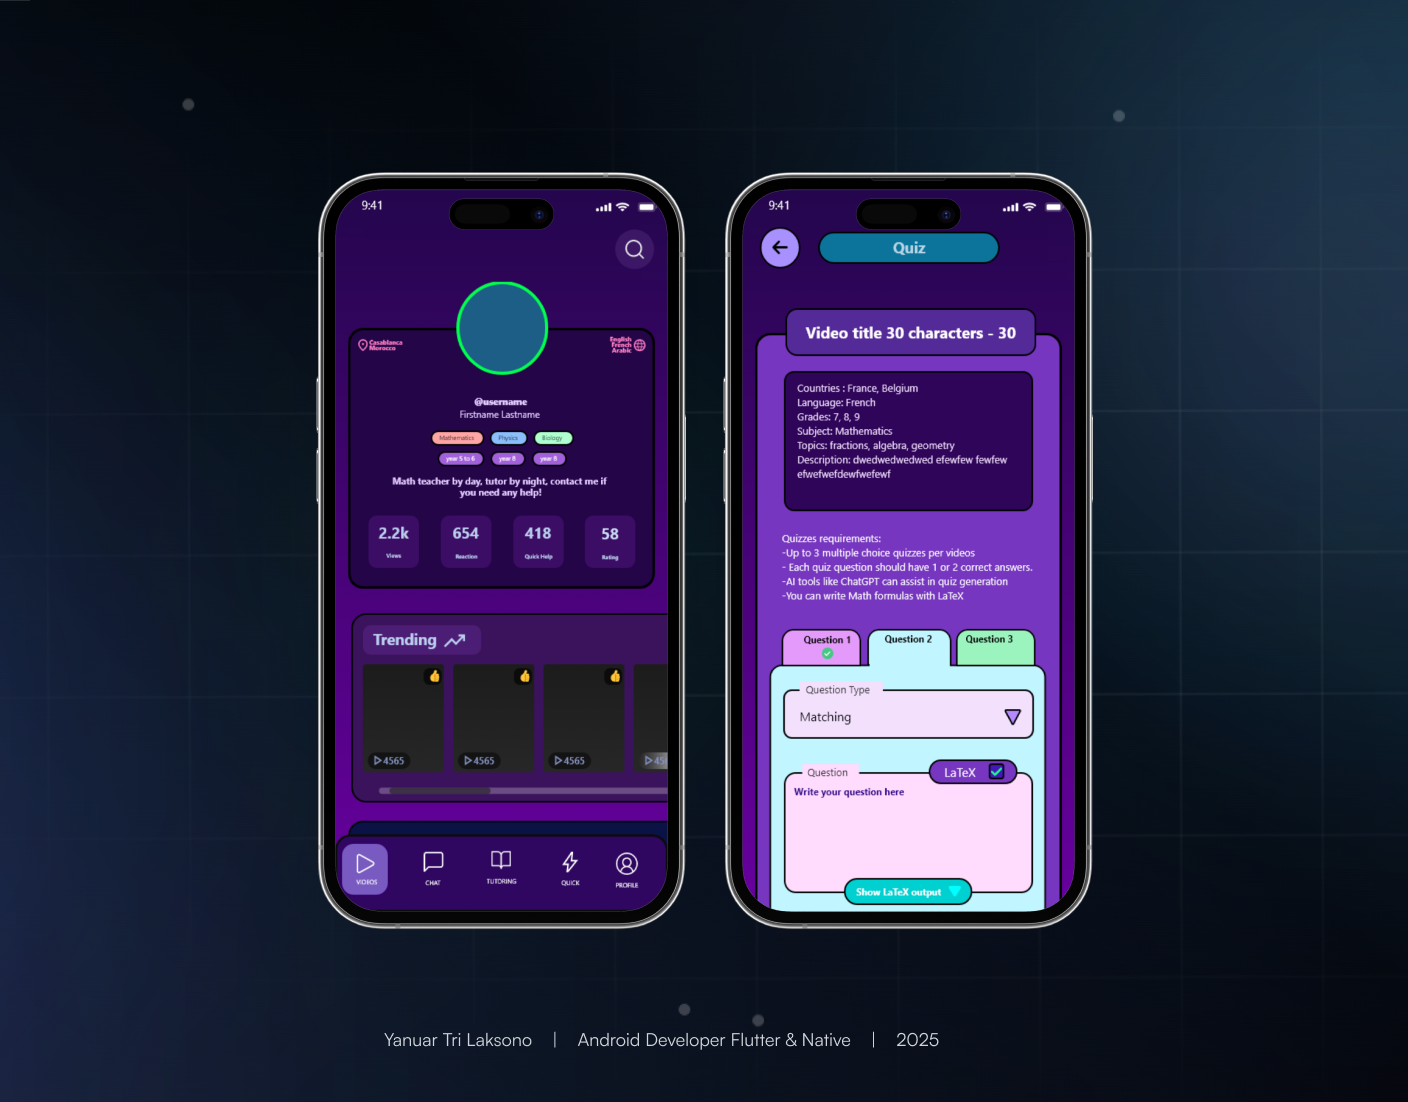 9:41
Casablanca
Morocco
English
French
Arabic
@username
Firstname Lastname
Mathematics Physics Biology
year 5 to 6 year 8 year 8
Math teacher by day, tutor by night, contact me if
you need any help!
2.2k 654 418 58
Views Reaction Quick Help Rating
Trending
4565 4565 4565 45
VIDEOS CHAT TUTORING QUICK PROFILE
9:41
Quiz
Video title 30 characters - 30
Countries : France, Belgium
Language: French
Grades: 7, 8, 9
Subject: Mathematics
Topics: fractions, algebra, geometry
Description: dwedwedwedwed efewfew fewfew
efwefwefdewfwefewf
Quizzes requirements:
-Up to 3 multiple choice quizzes per videos
- Each quiz question should have 1 or 2 correct answers.
-AI tools like ChatGPT can assist in quiz generation
-You can write Math formulas with LaTeX
Question 1 Question 2 Question 3
Question Type
Matching
Question LaTeX
Write your question here
Show LaTeX output
Yanuar Tri Laksono | Android Developer Flutter & Native | 2025